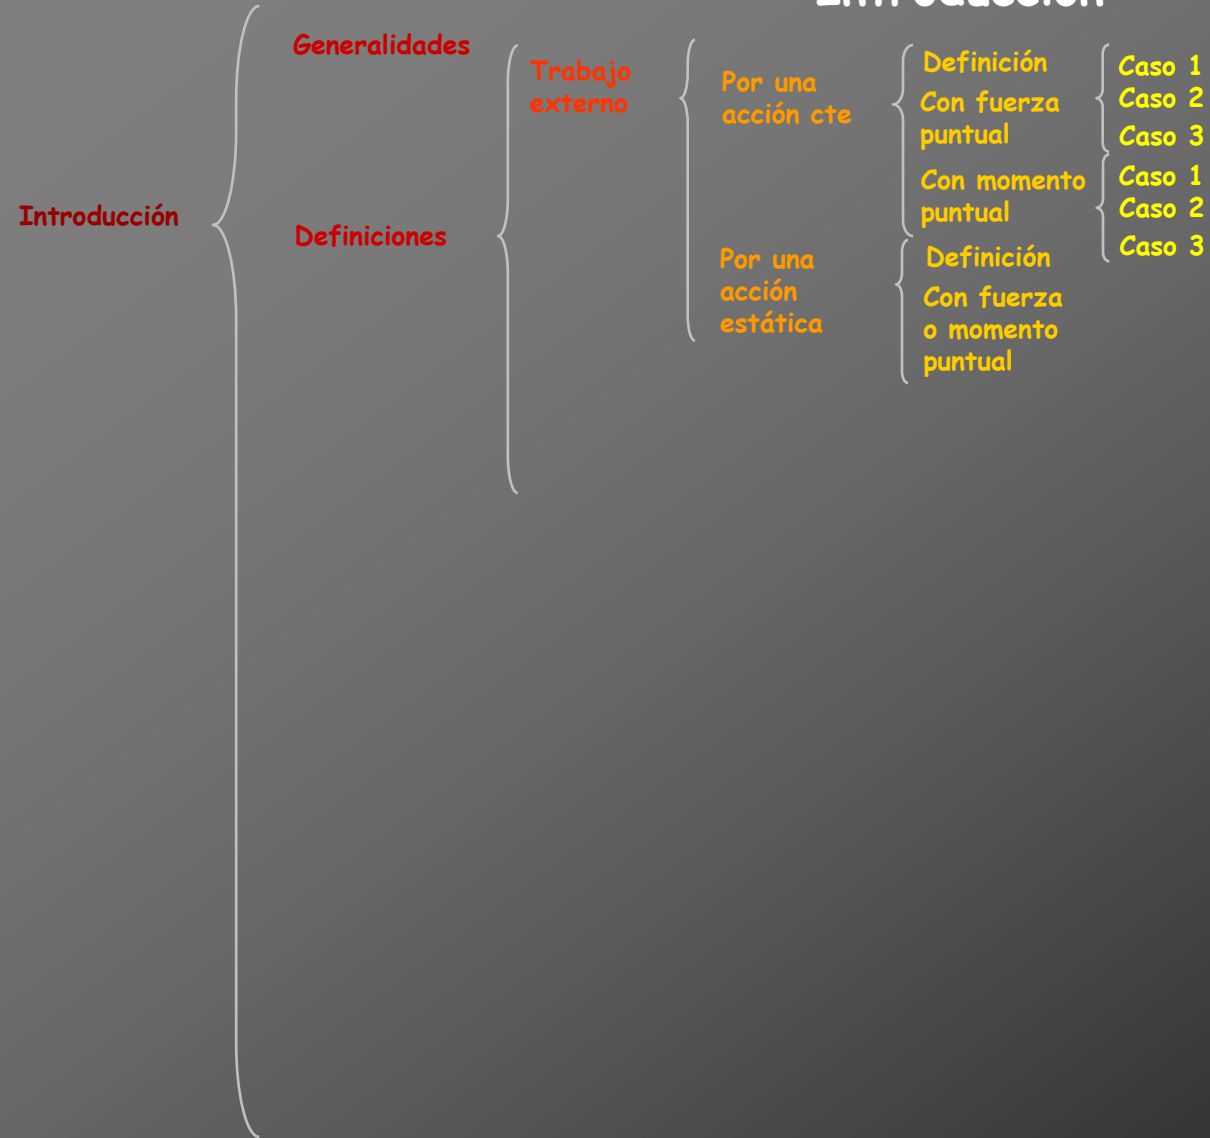 Introducción
Generalidades
Trabajo
externo
Por una
acción cte
Definición
Con fuerza
puntual
Caso 1
Caso 2
Caso 3
Con momento
puntual
Caso 1
Caso 2
Caso 3
Introducción
Definiciones
Por una
acción
estática
Definición
Con fuerza
o momento
puntual